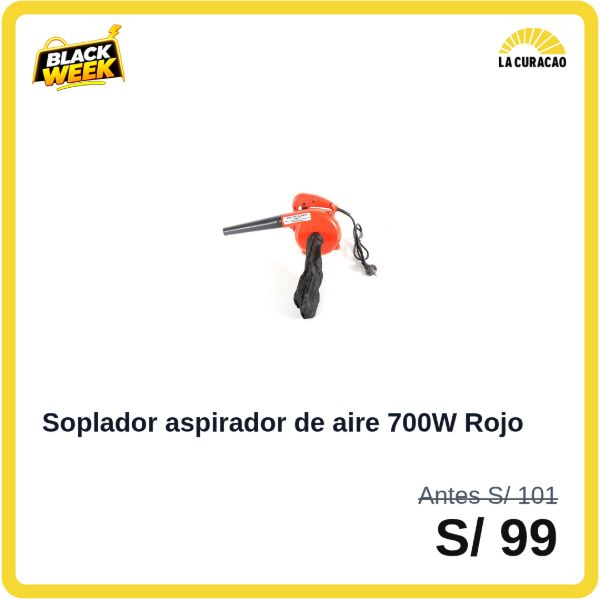 BLACK
WEEK
LA CURACAO
Soplador aspirador de aire 700W Rojo
Antes S/ 101
S/ 99